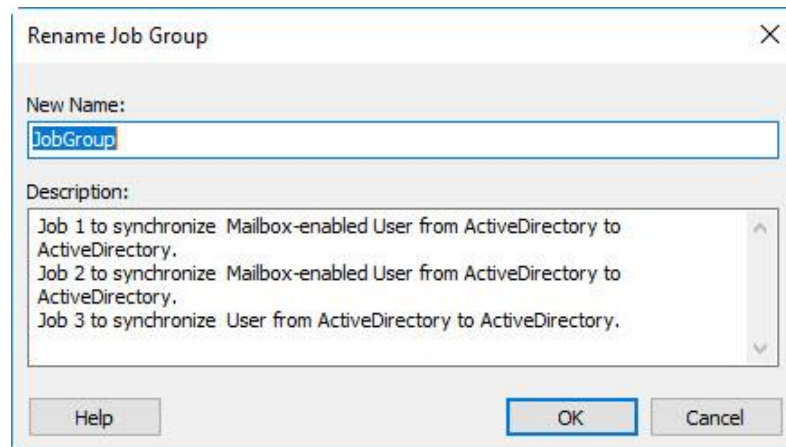 Rename Job Group
New Name:
JobGroup
Description:
Job 1 to synchronize Mailbox-enabled User from ActiveDirectory to
ActiveDirectory.
Job 2 to synchronize Mailbox-enabled User from ActiveDirectory to
ActiveDirectory.
Job 3 to synchronize User from ActiveDirectory to ActiveDirectory.
Help OK Cancel